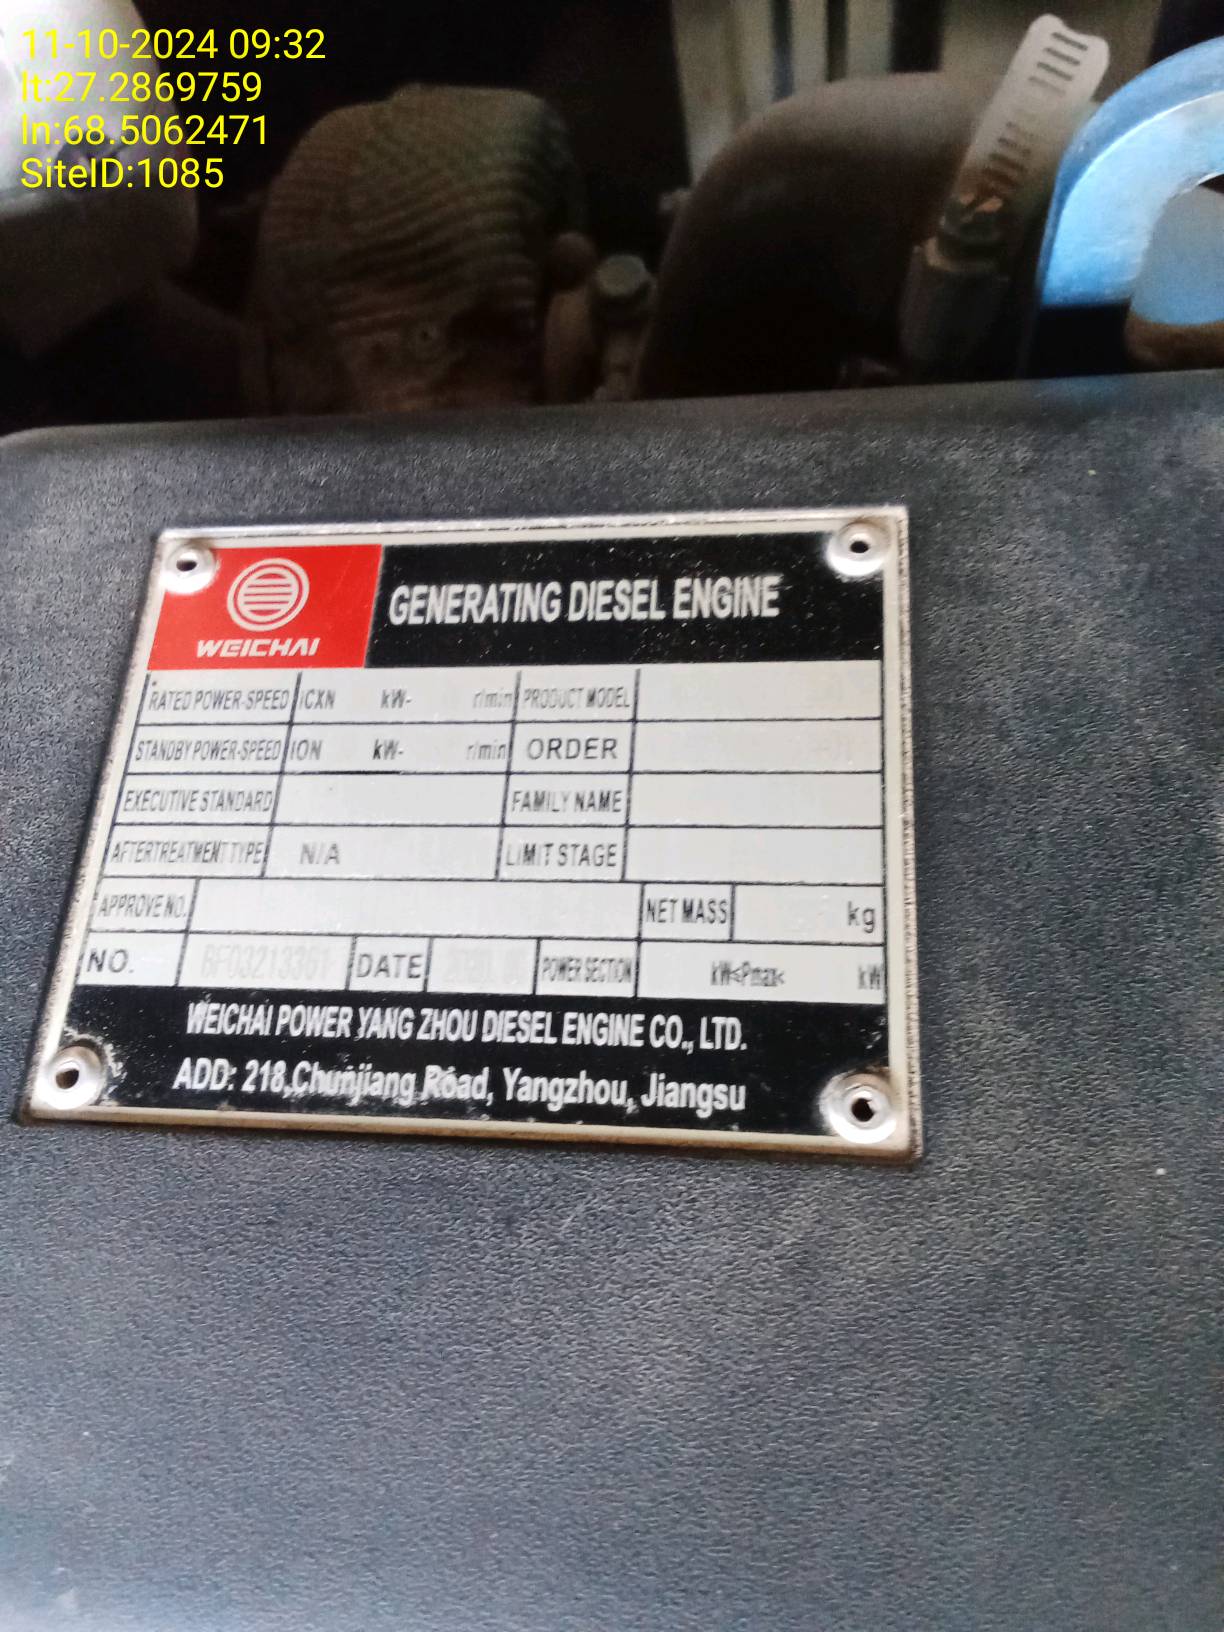 11-10-2024 09:32
lt:27.2869759
ln:68.5062471
SiteID:1085
WEICHAI
GENERATING DIESEL ENGINE
RATED POWER-SPEED ICXN kW- r/min PRODUCT MODEL
STANDBY POWER-SPEED ION kW- r/min ORDER
EXECUTIVE STANDARD FAMILY NAME
AFTERTREATMENT TYPE N/A LIMIT STAGE
APPROVE NO. NET MASS kg
NO. DATE POWER SECTION kW≤Pmax< kW
WEICHAI POWER YANG ZHOU DIESEL ENGINE CO., LTD.
ADD: 218,Chunjiang Road, Yangzhou, Jiangsu